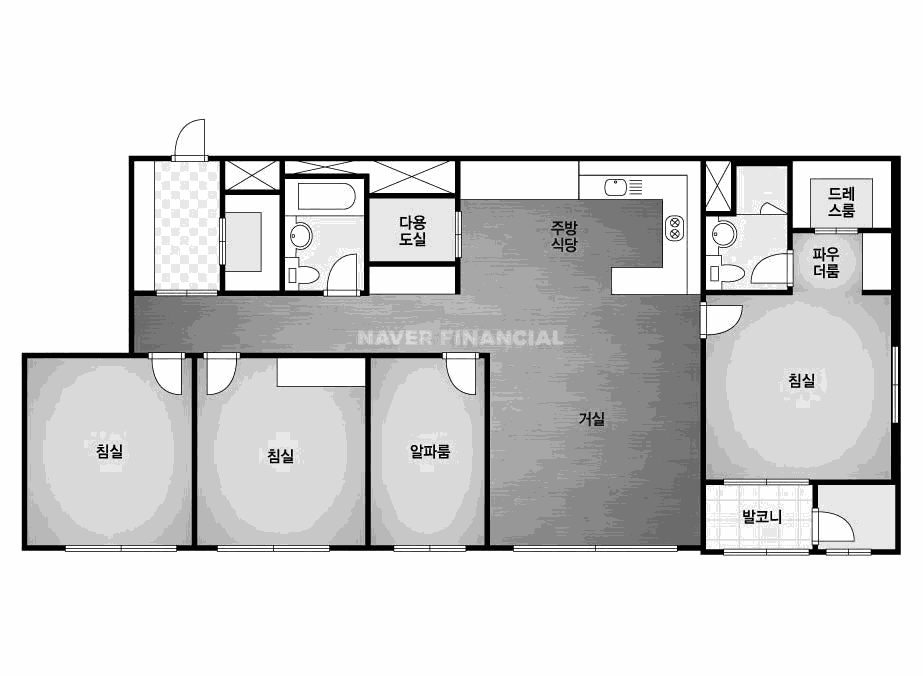 드레
스룸
다용
도실
주방
식당
파우
더룸
NAVER FINANCIAL
침실
거실
침실
침실
알파룸
발코니